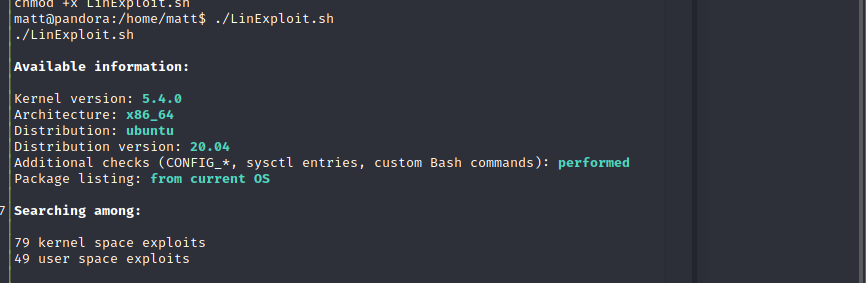 chmod +x LinExploit.sh
matt@pandora:/home/matt$ ./LinExploit.sh
./LinExploit.sh
Available information:
Kernel version: 5.4.0
Architecture: x86_64
Distribution: ubuntu
Distribution version: 20.04
Additional checks (CONFIG_*, sysctl entries, custom Bash commands): performed
Package listing: from current OS
7 Searching among:
79 kernel space exploits
49 user space exploits